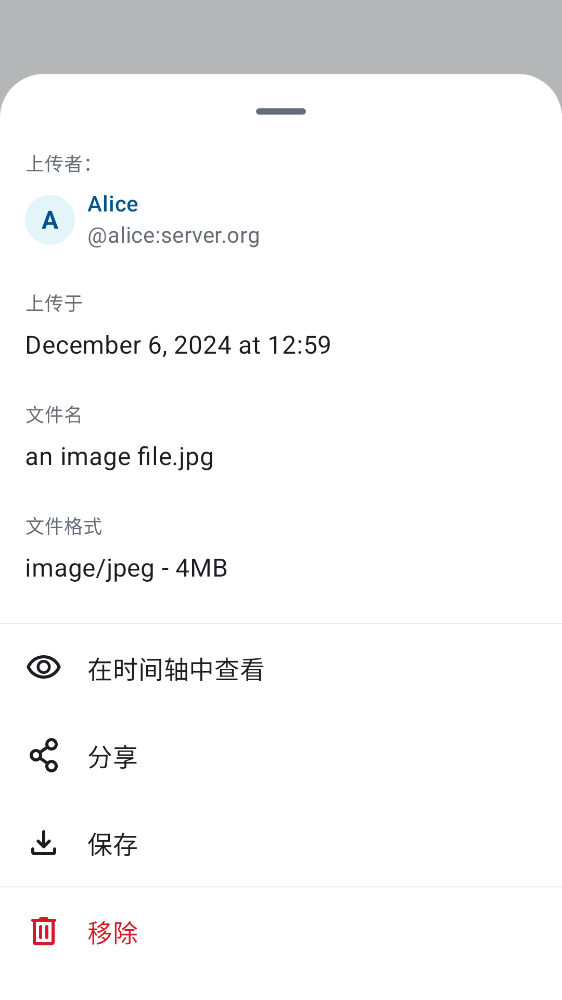 上传者：
A
Alice
@alice:server.org
上传于
December 6, 2024 at 12:59
文件名
an image file.jpg
文件格式
image/jpeg - 4MB
在时间轴中查看
分享
保存
移除